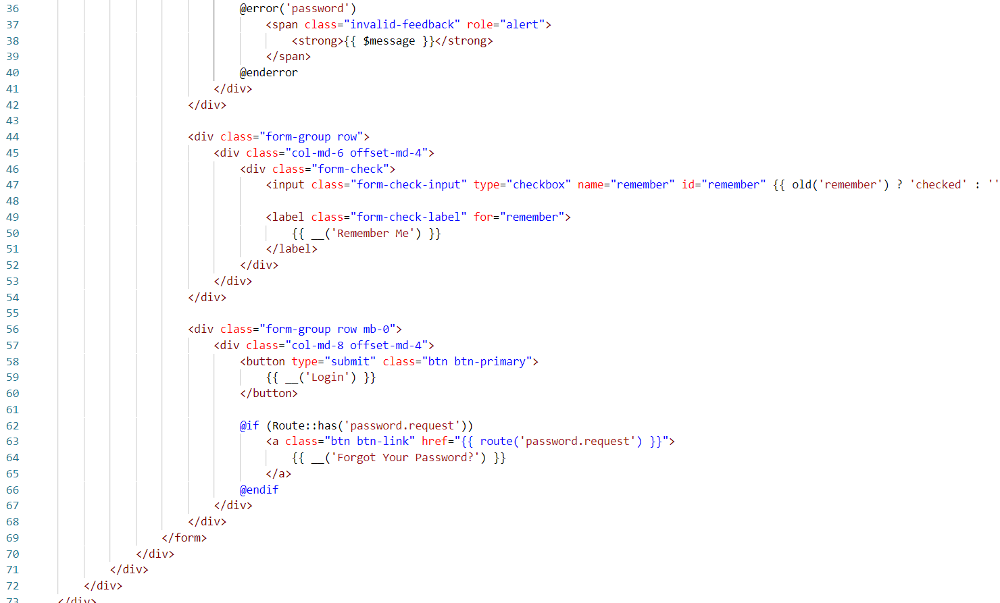 36 @error('password')
37 <span class="invalid-feedback" role="alert">
38 <strong>{{ $message }}</strong>
39 </span>
40 @enderror
41 </div>
42 </div>
43
44 <div class="form-group row">
45 <div class="col-md-6 offset-md-4">
46 <div class="form-check">
47 <input class="form-check-input" type="checkbox" name="remember" id="remember" {{ old('remember') ? 'checked' : ''
48
49 <label class="form-check-label" for="remember">
50 {{ __('Remember Me') }}
51 </label>
52 </div>
53 </div>
54 </div>
55
56 <div class="form-group row mb-0">
57 <div class="col-md-8 offset-md-4">
58 <button type="submit" class="btn btn-primary">
59 {{ __('Login') }}
60 </button>
61
62 @if (Route::has('password.request'))
63 <a class="btn btn-link" href="{{ route('password.request') }}">
64 {{ __('Forgot Your Password?') }}
65 </a>
66 @endif
67 </div>
68 </div>
69 </form>
70 </div>
71 </div>
72 </div>
73 </div>